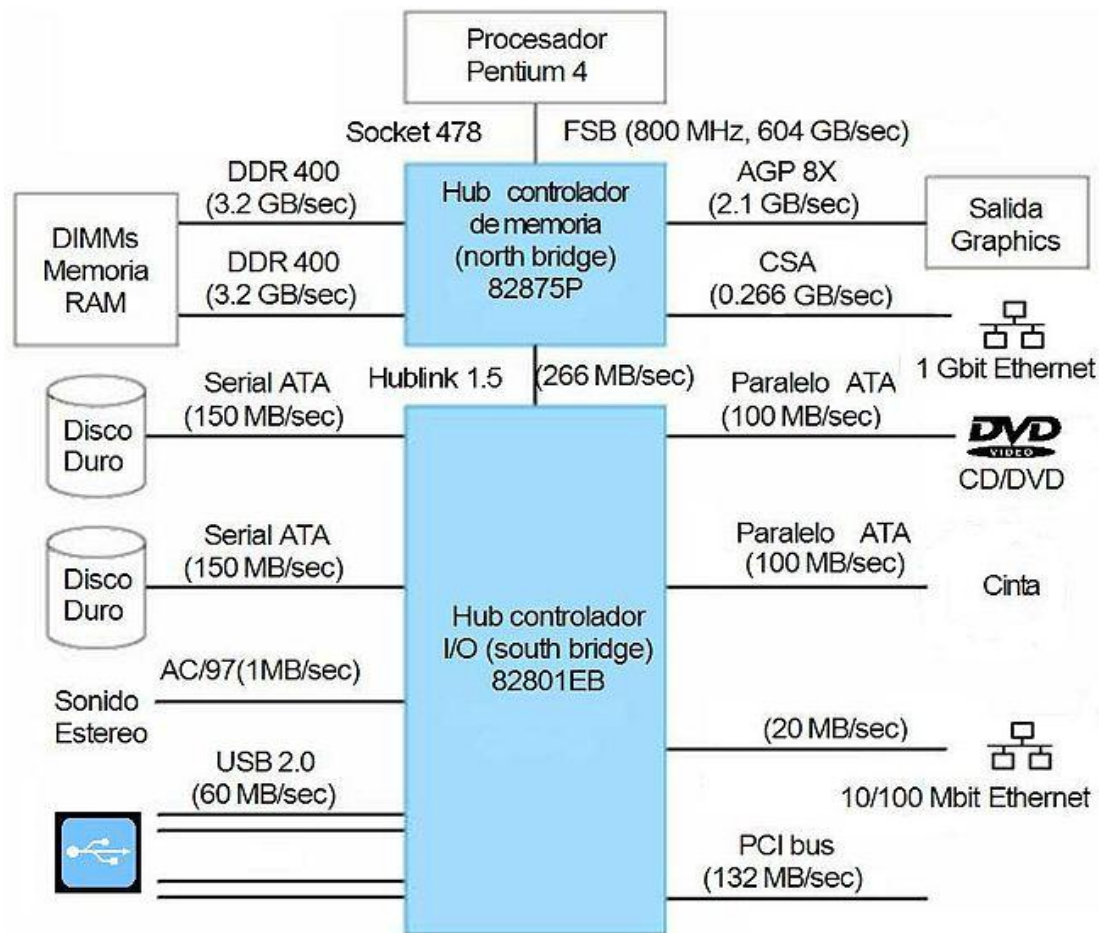 Procesador
Pentium 4
Socket 478
FSB (800 MHz, 604 GB/sec)
DDR 400
(3.2 GB/sec)
Hub controlador
de memoria
(north bridge)
82875P
AGP 8X
(2.1 GB/sec)
Salida
Graphics
DIMMs
Memoria
RAM
DDR 400
(3.2 GB/sec)
CSA
(0.266 GB/sec)
1 Gbit Ethernet
Hublink 1.5
(266 MB/sec)
Serial ATA
(150 MB/sec)
Disco
Duro
Paralelo ATA
(100 MB/sec)
DVD
VIDEO
CD/DVD
Serial ATA
(150 MB/sec)
Disco
Duro
Paralelo ATA
(100 MB/sec)
Cinta
Hub controlador
I/O (south bridge)
82801EB
AC/97(1MB/sec)
Sonido
Estereo
(20 MB/sec)
10/100 Mbit Ethernet
USB 2.0
(60 MB/sec)
PCI bus
(132 MB/sec)